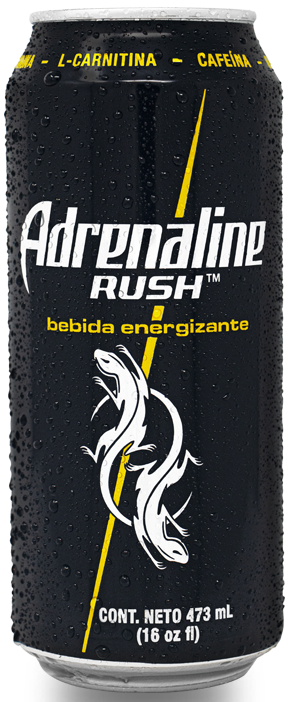 - L-CARNITINA - CAFEÍNA -
Adrenaline
RUSH™
bebida energizante
CONT. NETO 473 mL
(16 oz fl)